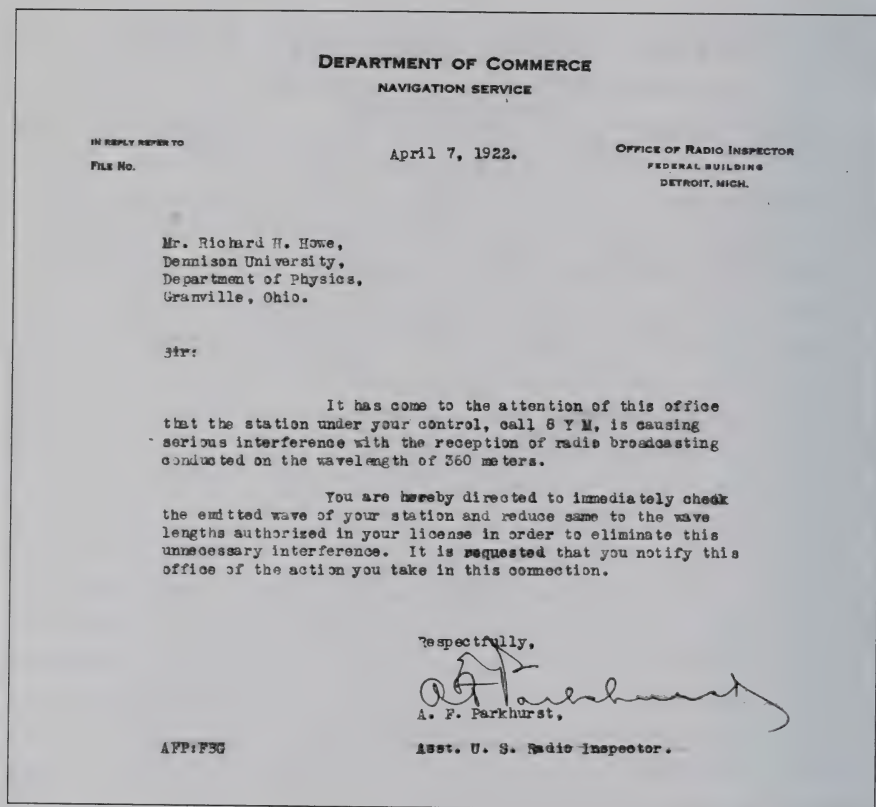 DEPARTMENT OF COMMERCE
NAVIGATION SERVICE
IN REPLY REFER TO
FILE No.
April 7, 1922.
OFFICE OF RADIO INSPECTOR
FEDERAL BUILDING
DETROIT, MICH.
Mr. Richard H. Howe,
Dennison University,
Department of Physics,
Granville, Ohio.
Sir:
It has come to the attention of this office
that the station under your control, call 8 Y M, is causing
serious interference with the reception of radio broadcasting
conducted on the wavelength of 360 meters.
You are hereby directed to immediately check
the emitted wave of your station and reduce same to the wave
lengths authorized in your license in order to eliminate this
unnecessary interference. It is requested that you notify this
office of the action you take in this connection.
Respectfully,
A F Parkhurst
A. F. Parkhurst,
AFP:FBG
Asst. U. S. Radio Inspector.